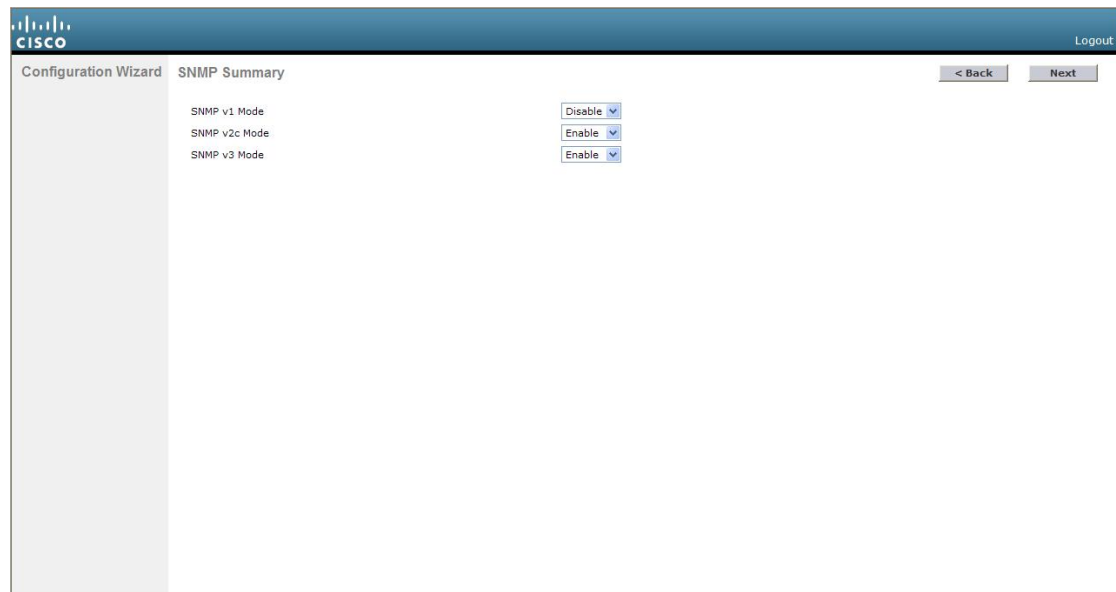 CISCO
Logout
Configuration Wizard
SNMP Summary
< Back
Next
SNMP v1 Mode
Disable
SNMP v2c Mode
Enable
SNMP v3 Mode
Enable